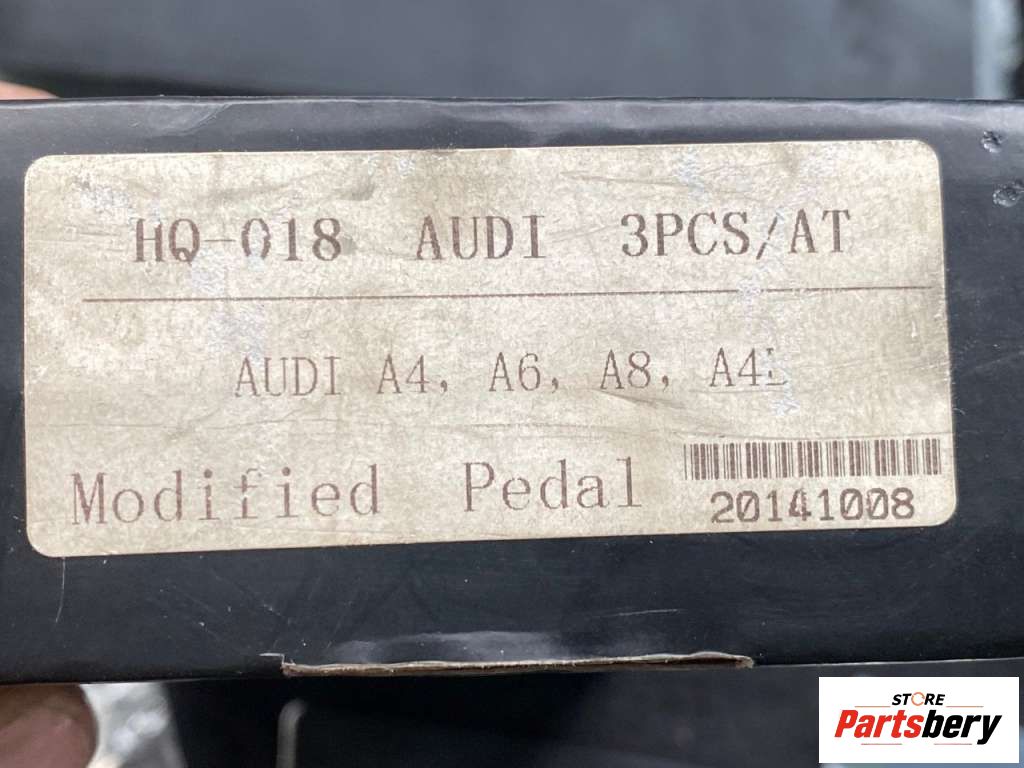 HQ-018 AUDI 3PCS/AT
AUDI A4, A6, A8, A4L
Modified Pedal
20141008
STORE
Partsbery